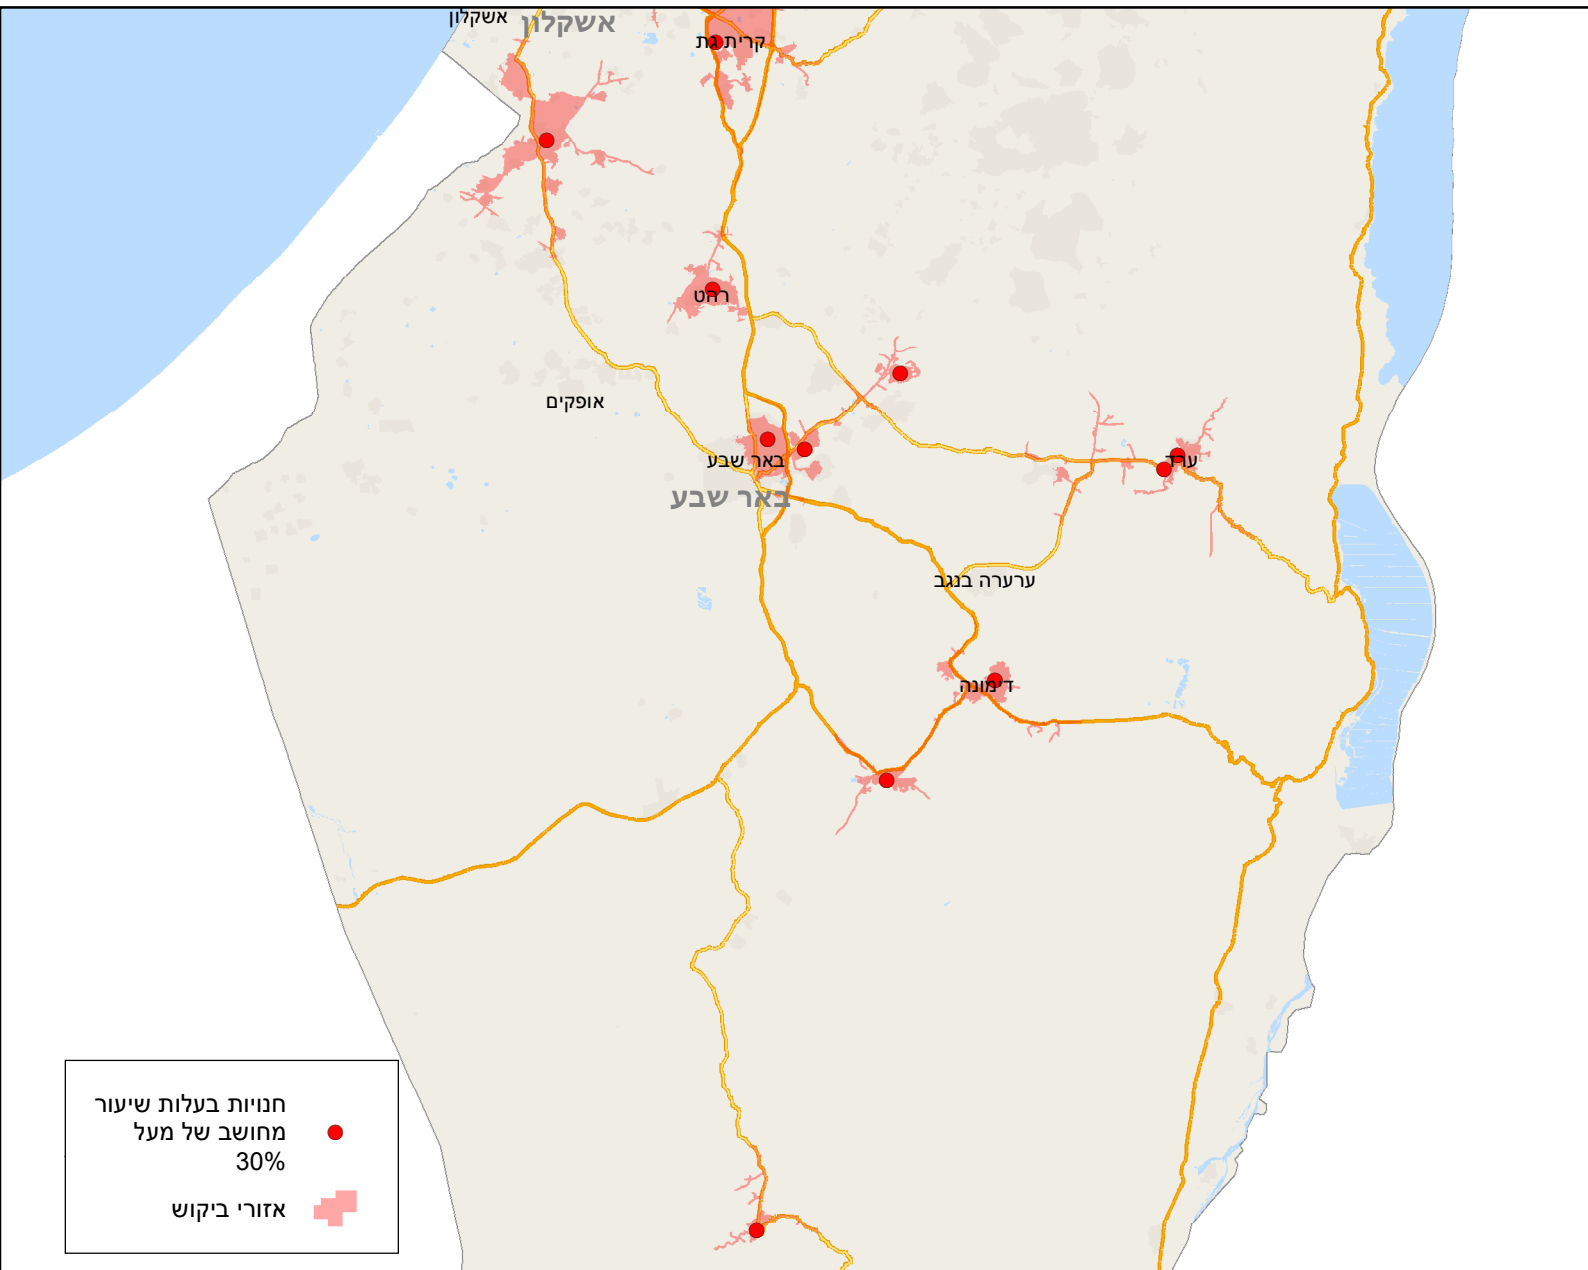 אשקלון
אשקלון
קרית גת
רהט
אופקים
באר שבע
ערד
באר שבע
ערערה בנגב
דימונה
חנויות בעלות שיעור
מחושב של מעל
30%
אזורי ביקוש